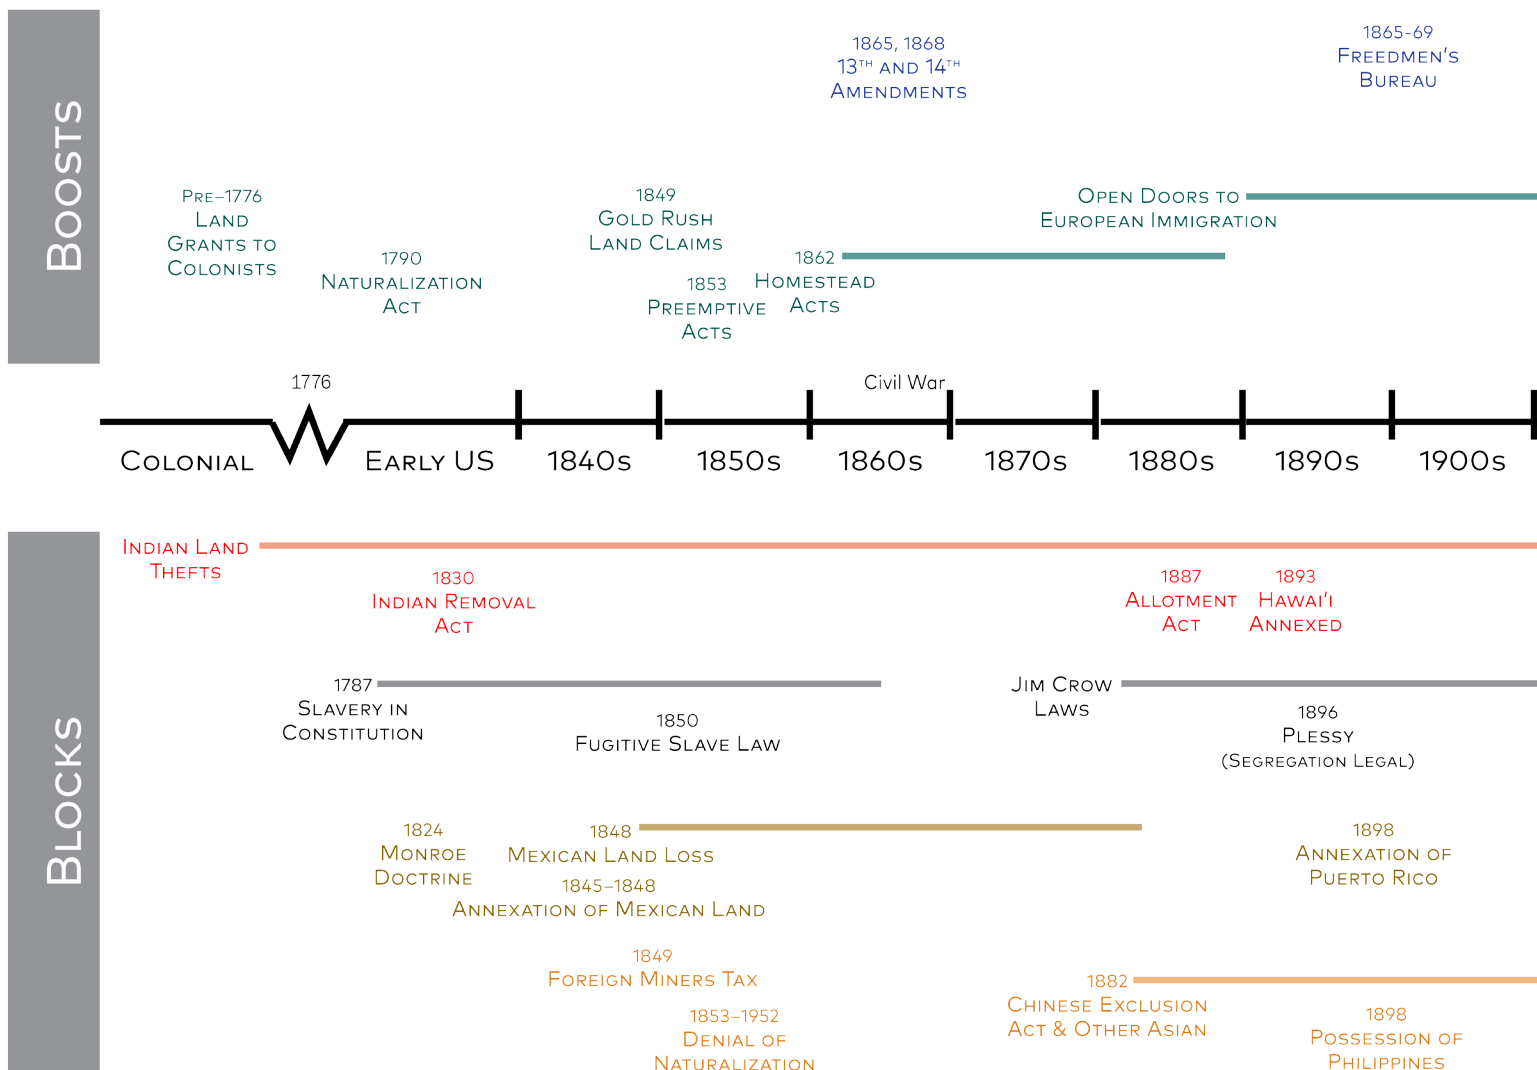 BOOSTS
1865, 1868
13TH AND 14TH
AMENDMENTS
1865-69
FREEDMEN'S
BUREAU
PRE–1776
LAND
GRANTS TO
COLONISTS
1790
NATURALIZATION
ACT
1849
GOLD RUSH
LAND CLAIMS
1853
PREEMPTIVE
ACTS
1862
HOMESTEAD
ACTS
OPEN DOORS TO
EUROPEAN IMMIGRATION
1776
Civil War
COLONIAL
EARLY US
1840s
1850s
1860s
1870s
1880s
1890s
1900s
BLOCKS
INDIAN LAND
THEFTS
1830
INDIAN REMOVAL
ACT
1887
ALLOTMENT
ACT
1893
HAWAI'I
ANNEXED
1787
SLAVERY IN
CONSTITUTION
1850
FUGITIVE SLAVE LAW
JIM CROW
LAWS
1896
PLESSY
(SEGREGATION LEGAL)
1824
MONROE
DOCTRINE
1848
MEXICAN LAND LOSS
1845–1848
ANNEXATION OF MEXICAN LAND
1898
ANNEXATION OF
PUERTO RICO
1849
FOREIGN MINERS TAX
1853–1952
DENIAL OF
NATURALIZATION
1882
CHINESE EXCLUSION
ACT & OTHER ASIAN
1898
POSSESSION OF
PHILIPPINES